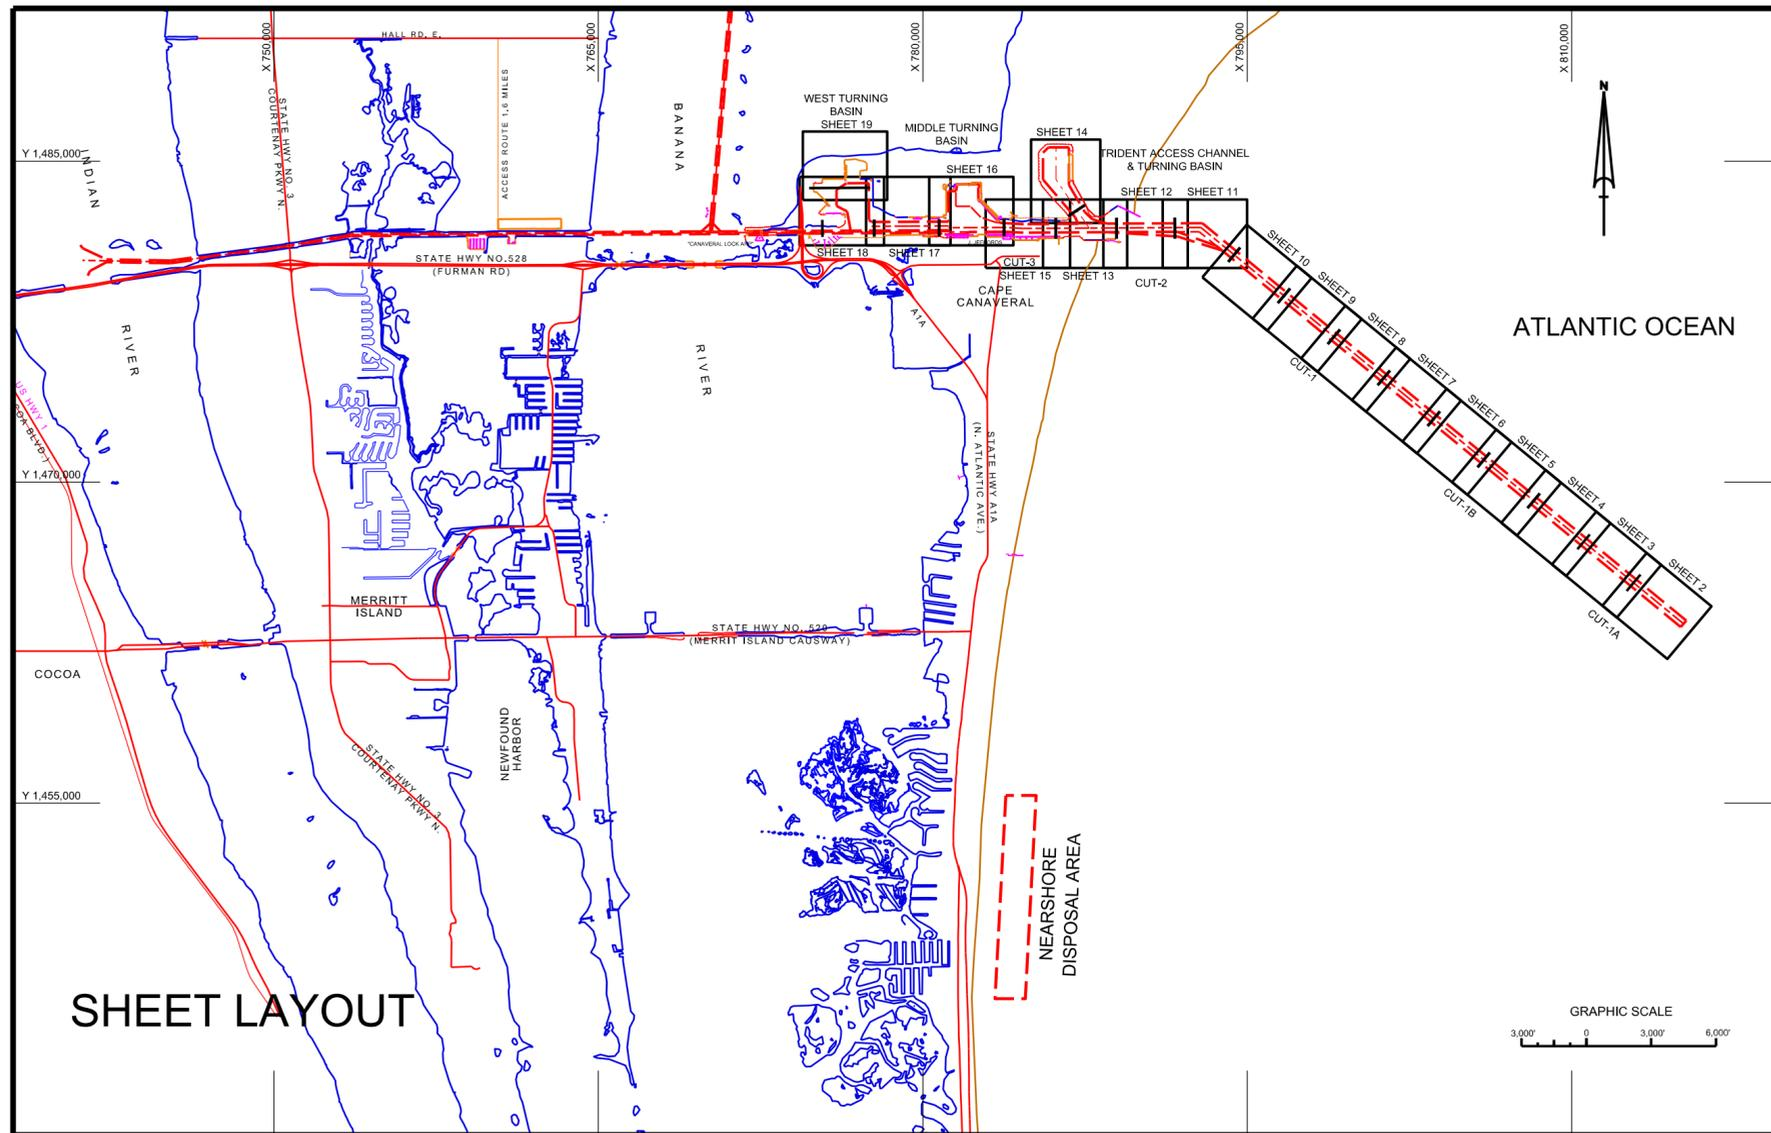 HALL RD. E.
X 750,000
X 765,000
X 780,000
X 795,000
X 810,000
N
Y 1,485,000
Y 1,470,000
Y 1,455,000
STATE HWY NO. 3
COURTENAY PKWY N.
ACCESS ROUTE 1.6 MILES
INDIAN
RIVER
BANANA
RIVER
WEST TURNING
BASIN
SHEET 19
MIDDLE TURNING
BASIN
SHEET 16
SHEET 14
TRIDENT ACCESS CHANNEL
& TURNING BASIN
SHEET 12
SHEET 11
SHEET 18
SHEET 17
CUT-3
SHEET 15
SHEET 13
CUT-2
CAPE
CANAVERAL
STATE HWY NO.528
(FURMAN RD)
A1A
SHEET 10
SHEET 9
SHEET 8
SHEET 7
SHEET 6
SHEET 5
SHEET 4
SHEET 3
SHEET 2
CUT-1
CUT-1B
CUT-1A
ATLANTIC OCEAN
US HWY 1
STATE HWY A1A
(N. ATLANTIC AVE.)
MERRITT
ISLAND
STATE HWY NO. 520
(MERRIT ISLAND CAUSWAY)
COCOA
NEWFOUND
HARBOR
STATE HWY NO. 3
COURTENAY PKWY N.
NEARSHORE
DISPOSAL AREA
SHEET LAYOUT
GRAPHIC SCALE
3,000' 0 3,000' 6,000'